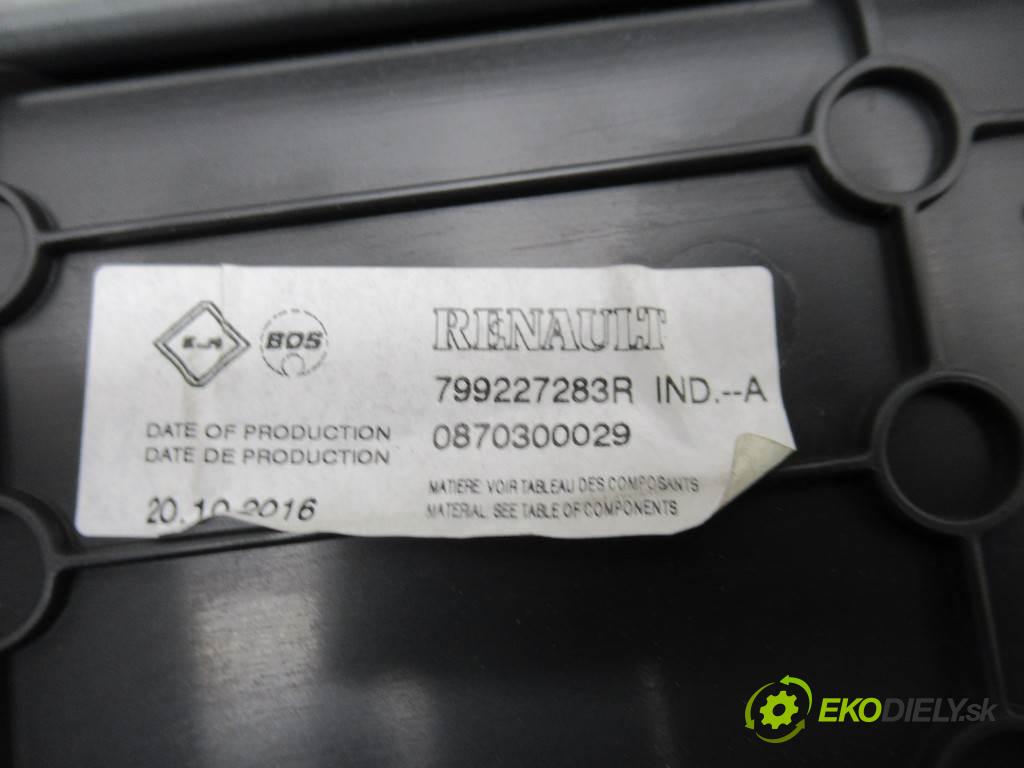 BOS
RENAULT
799227283R IND.--A
DATE OF PRODUCTION
0870300029
DATE DE PRODUCTION
20.10.2016
MATIERE: VOIR TABLEAU DES COMPOSANTS
MATERIAL: SEE TABLE OF COMPONENTS
EKODIELY.sk